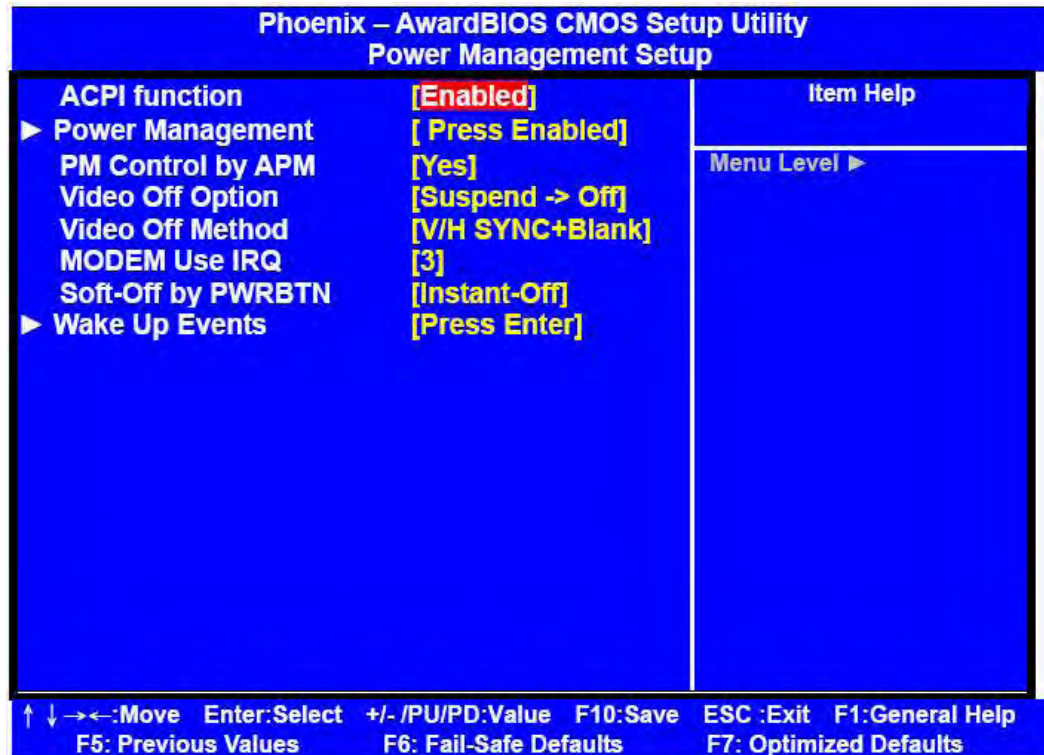 Phoenix – AwardBIOS CMOS Setup Utility
Power Management Setup
ACPI function [Enabled]
► Power Management [ Press Enabled]
PM Control by APM [Yes]
Video Off Option [Suspend -> Off]
Video Off Method [V/H SYNC+Blank]
MODEM Use IRQ [3]
Soft-Off by PWRBTN [Instant-Off]
► Wake Up Events [Press Enter]
Item Help
Menu Level ►
↑ ↓ → ←:Move Enter:Select +/- /PU/PD:Value F10:Save ESC :Exit F1:General Help
F5: Previous Values F6: Fail-Safe Defaults F7: Optimized Defaults